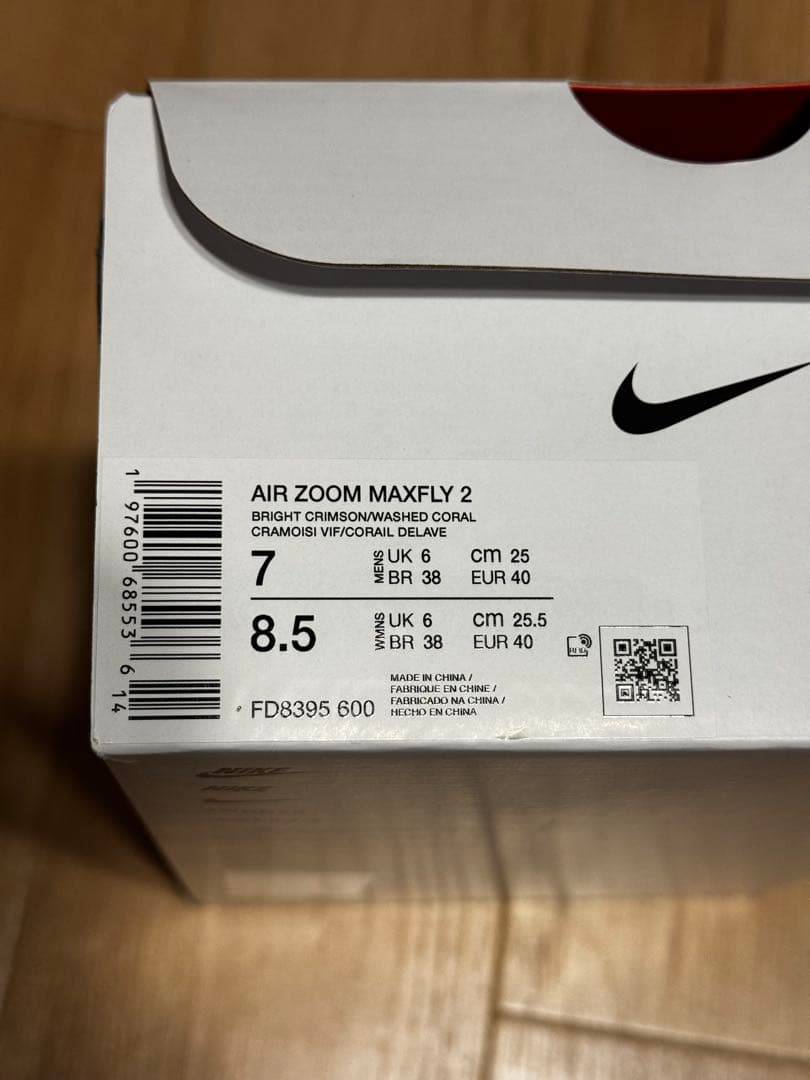 AIR ZOOM MAXFLY 2
BRIGHT CRIMSON/WASHED CORAL
CRAMOISI VIF/CORAIL DELAVE
7 MENS UK 6 cm 25
BR 38 EUR 40
8.5 WMNS UK 6 cm 25.5
BR 38 EUR 40
FD8395 600
MADE IN CHINA /
FABRIQUE EN CHINE /
FABRICADO NA CHINA /
HECHO EN CHINA
1 97600 68553 6 14
NIKE
NIKE